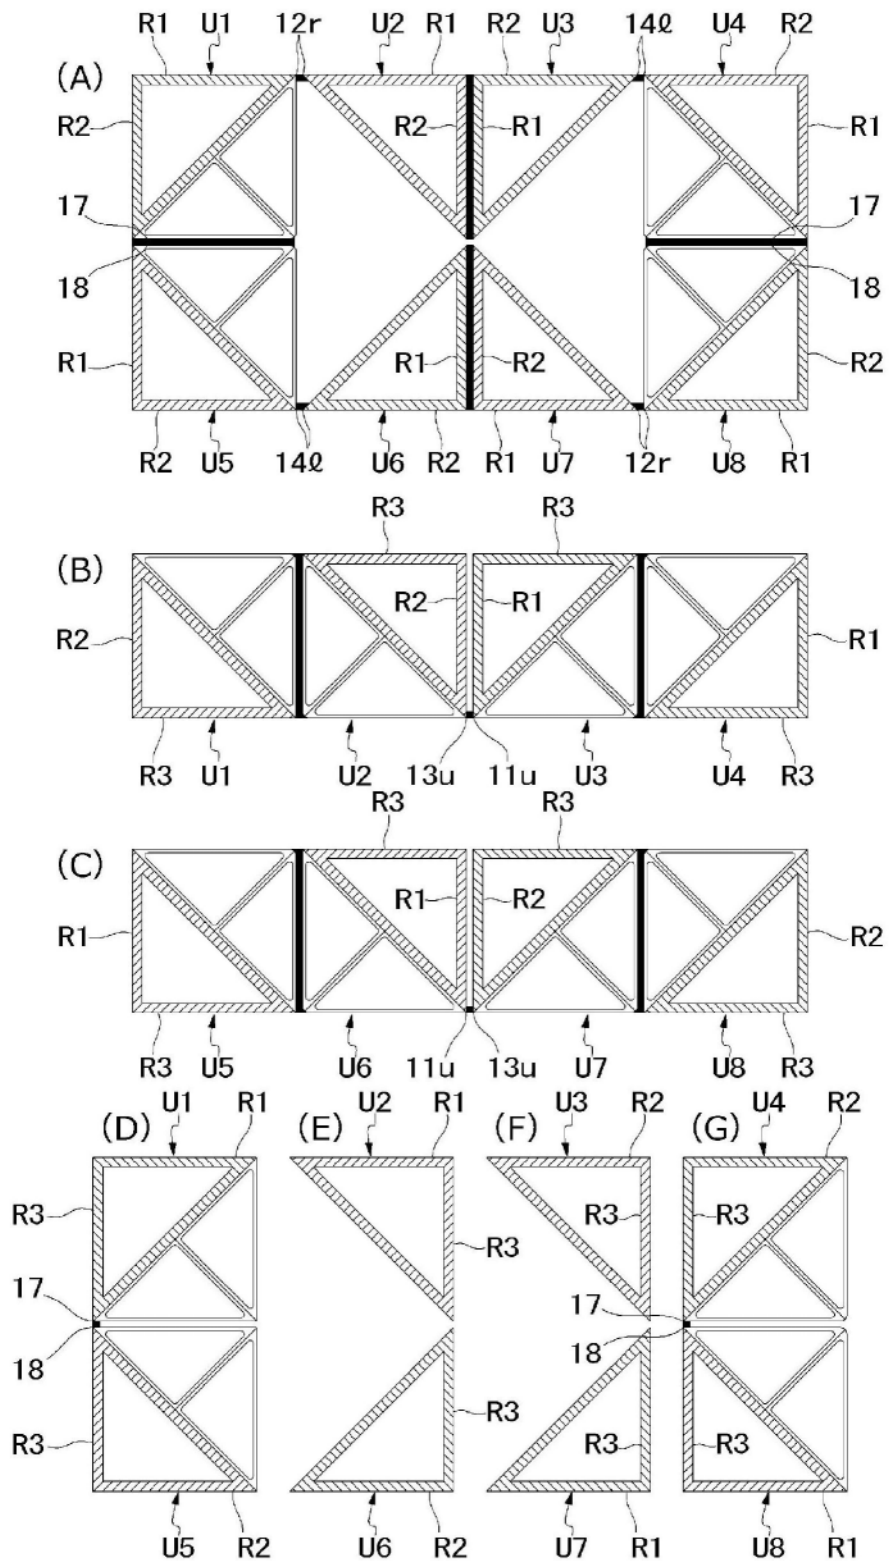 R1 U1 12r U2 R1 R2 U3 14ℓ U4 R2
(A)
R2 R2 R1 R1
17 17
18 18
R1 R1 R2 R2
R2 U5 14ℓ U6 R2 R1 U7 12r U8 R1
R3 R3
(B)
R2 R2 R1 R1
R3 U1 U2 13u 11u U3 U4 R3
R3 R3
(C)
R1 R1 R2 R2
R3 U5 U6 11u 13u U7 U8 R3
U1 R1 U2 R1 U3 R2 U4 R2
(D) (E) (F) (G)
R3 R3 R3 R3
17 17
18 18
R3 R3 R3 R3
U5 R2 U6 R2 U7 R1 U8 R1